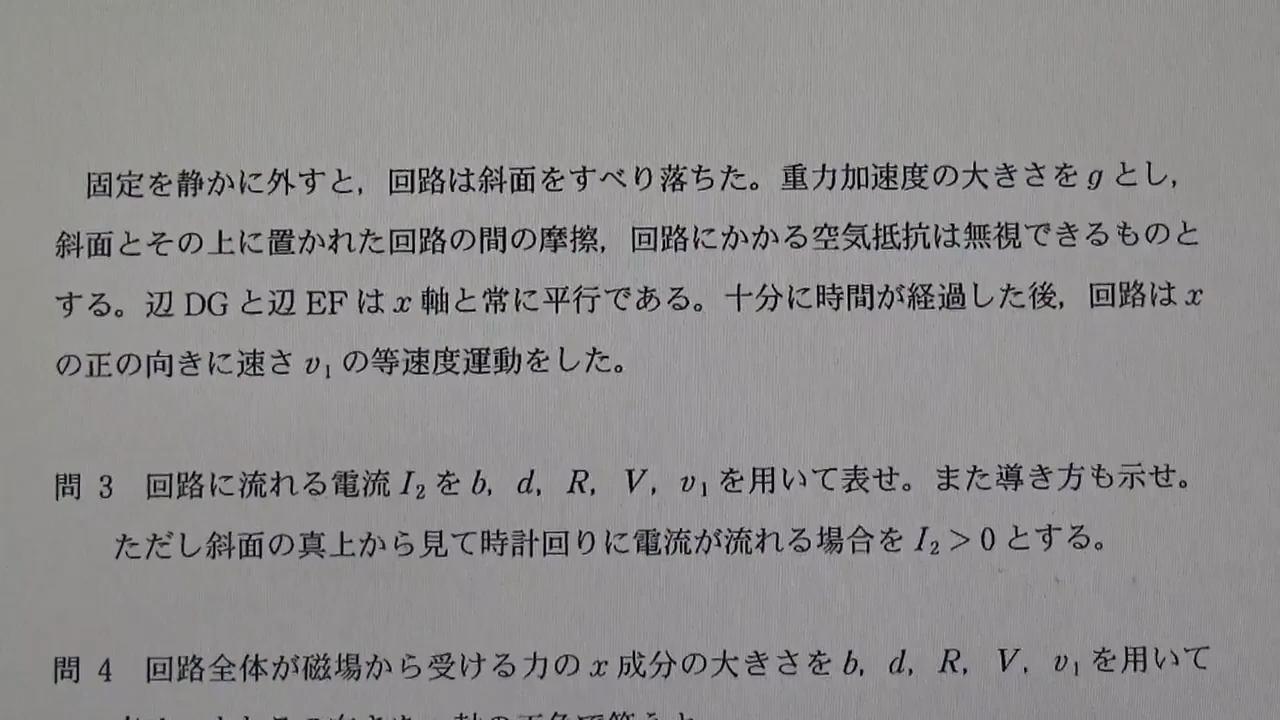 固定を静かに外すと，回路は斜面をすべり落ちた。重力加速度の大きさを g とし，
斜面とその上に置かれた回路の間の摩擦，回路にかかる空気抵抗は無視できるものと
する。辺 DG と辺 EF は x 軸と常に平行である。十分に時間が経過した後，回路は x
の正の向きに速さ v₁ の等速度運動をした。
問 3 回路に流れる電流 I₂ を b， d， R， V， v₁ を用いて表せ。また導き方も示せ。
ただし斜面の真上から見て時計回りに電流が流れる場合を I₂ > 0 とする。
問 4 回路全体が磁場から受ける力の x 成分の大きさを b， d， R， V， v₁ を用いて